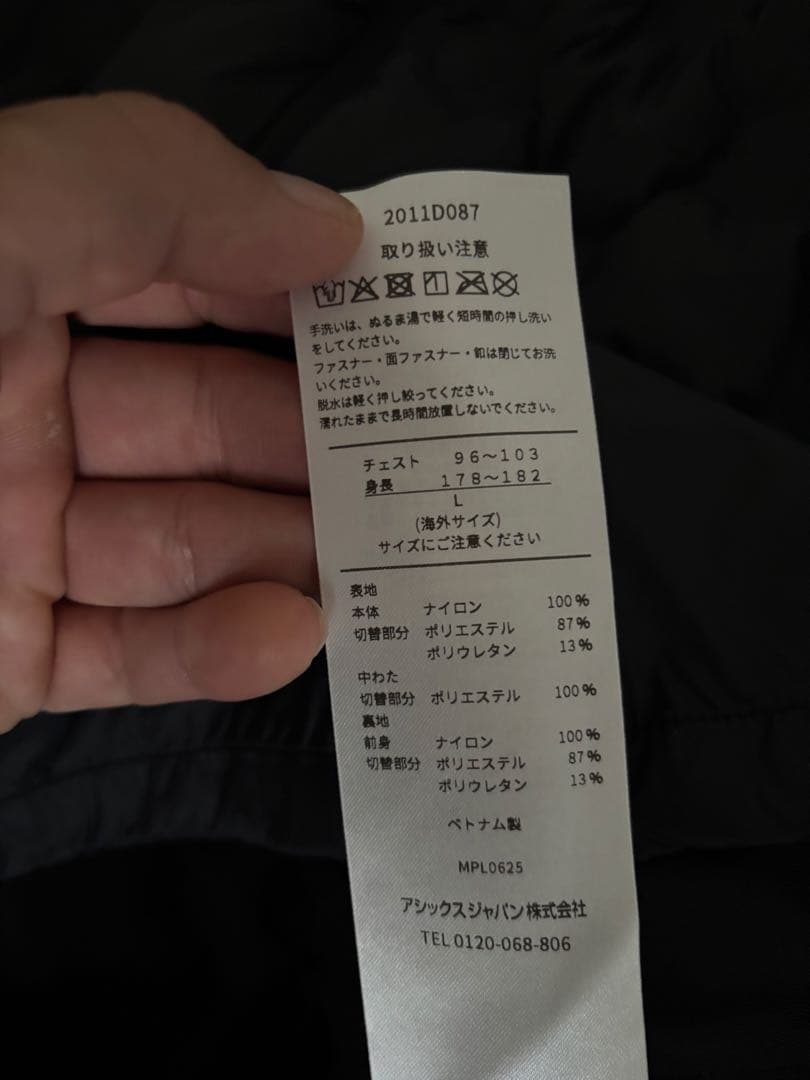 2011D087
取り扱い注意
手洗いは、ぬるま湯で軽く短時間の押し洗い
をしてください。
ファスナー・面ファスナー・釦は閉じてお洗
いください。
脱水は軽く押し絞ってください。
濡れたままで長時間放置しないでください。
チェスト 96〜103
身長 178〜182
L
(海外サイズ)
サイズにご注意ください
表地
本体 ナイロン 100%
切替部分 ポリエステル 87%
ポリウレタン 13%
中わた
切替部分 ポリエステル 100%
裏地
前身 ナイロン 100%
切替部分 ポリエステル 87%
ポリウレタン 13%
ベトナム製
MPL0625
アシックスジャパン株式会社
TEL 0120-068-806